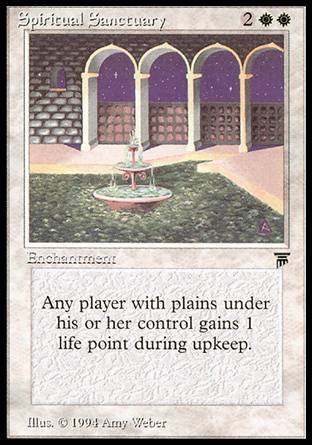 Spiritual Sanctuary 2
Enchantment
Any player with plains under
his or her control gains 1
life point during upkeep.
Illus. © 1994 Amy Weber